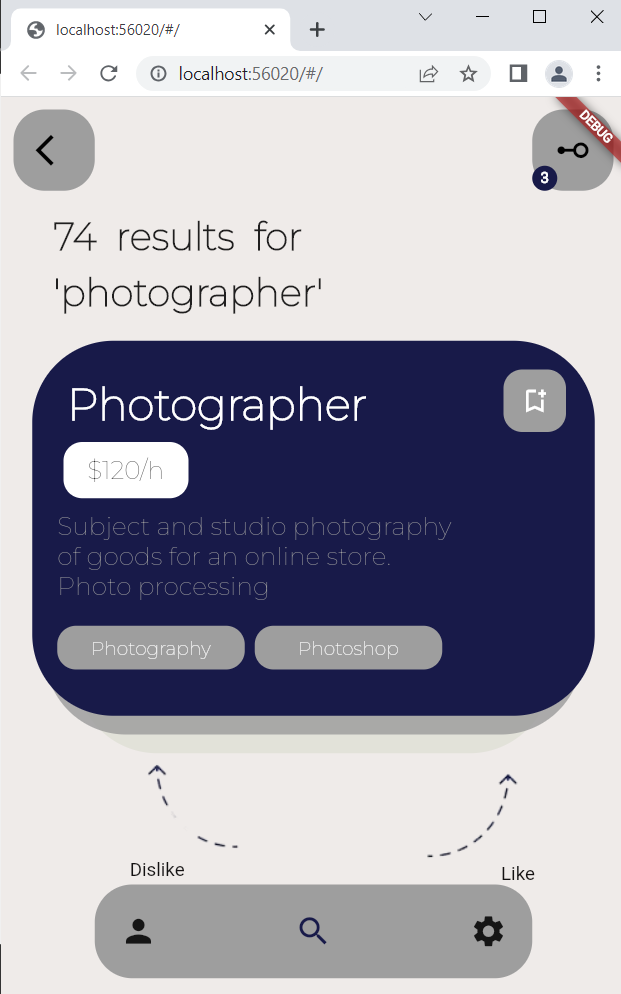 localhost:56020/#/
localhost:56020/#/
DEBUG
3
74 results for
'photographer'
Photographer
$120/h
Subject and studio photography
of goods for an online store.
Photo processing
Photography Photoshop
Dislike
Like